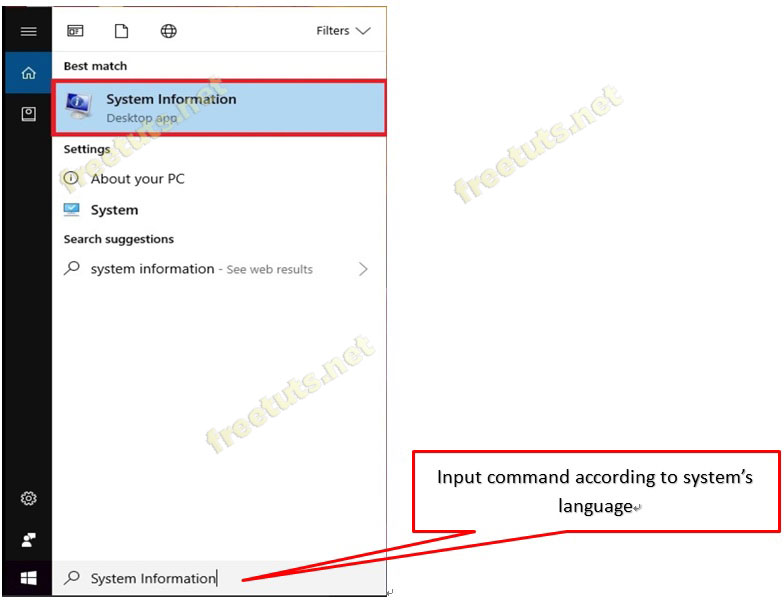 Filters
Best match
System Information
Desktop app
Settings
About your PC
System
Search suggestions
system information - See web results
System Information
Input command according to system’s
language
freetuts.net
freetuts.net
freetuts.net